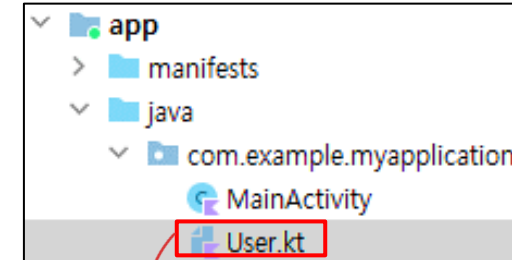 app
manifests
java
com.example.myapplication
MainActivity
User.kt